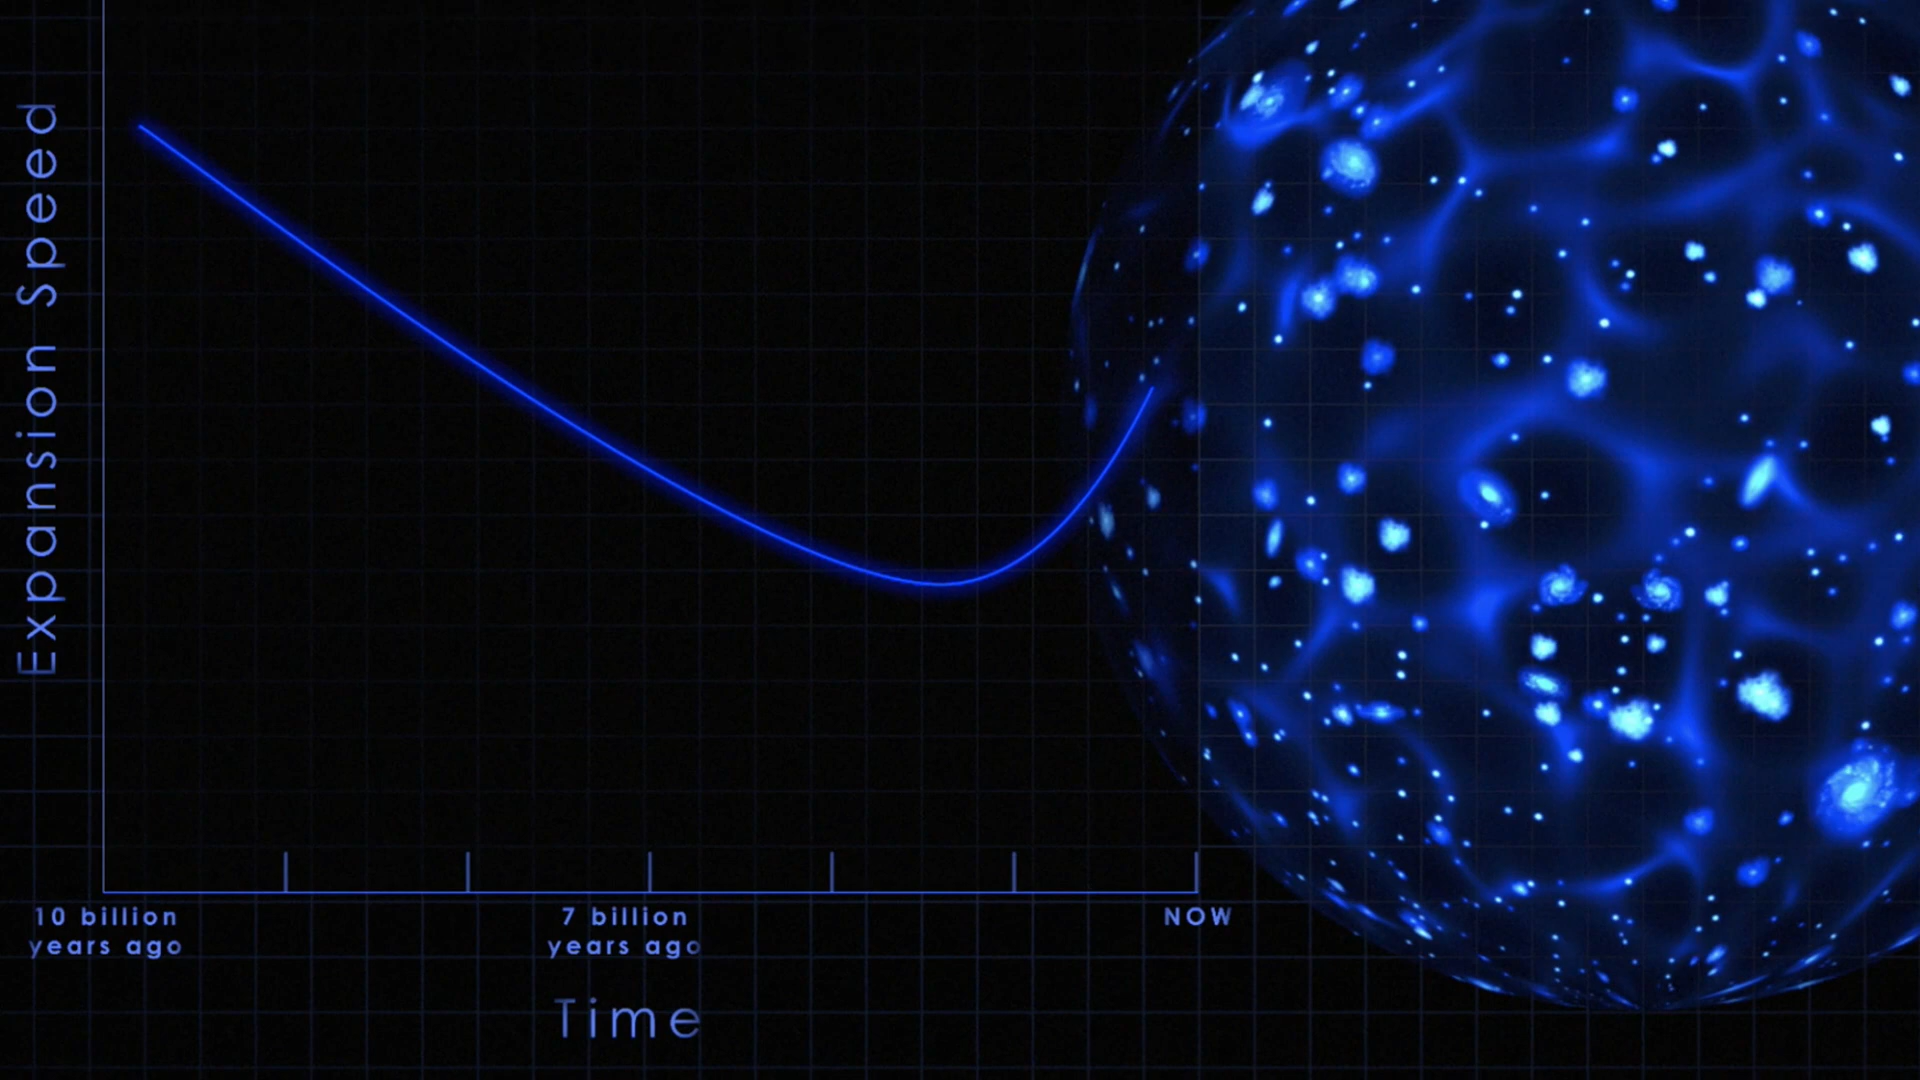 Expansion Speed
10 billion
years ago
7 billion
years ago
NOW
Time